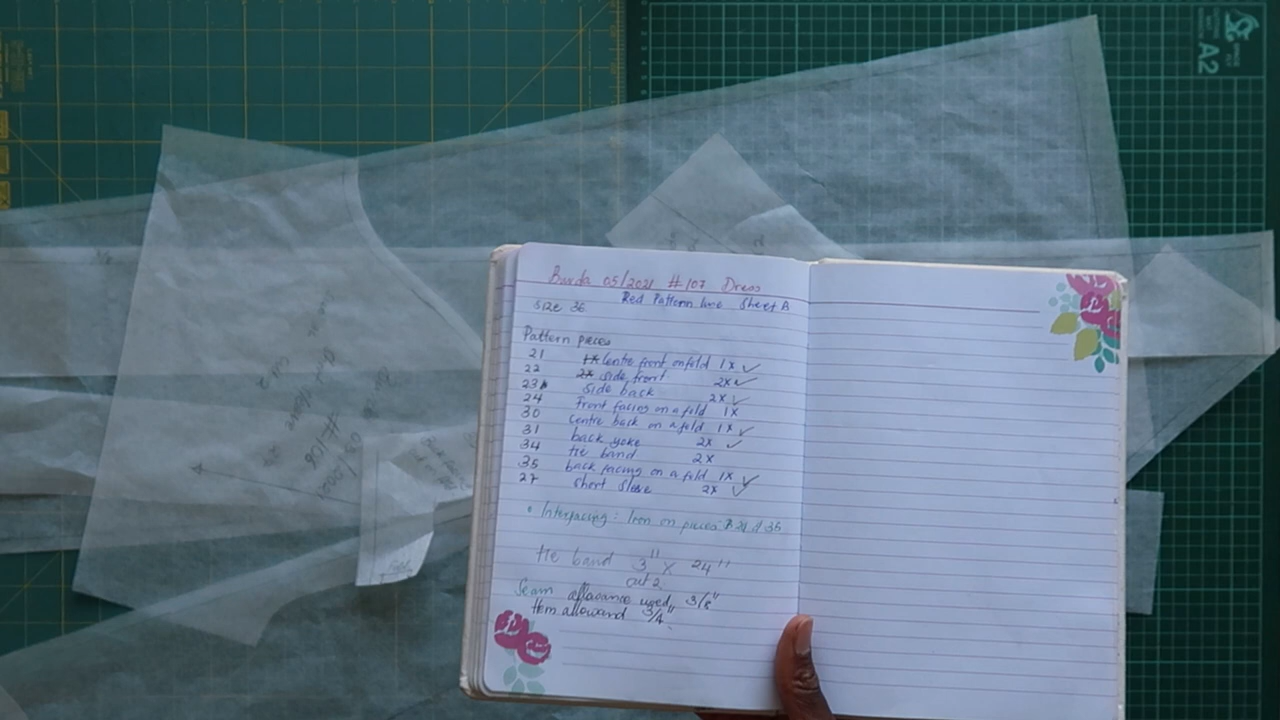 Burda 05/2021 #107 Dress
Size 36 Red Pattern line Sheet B
Pattern pieces
21 Centre front on fold 1x ✓
22 side front 2x ✓
23 side back 2x ✓
24 Front facing on a fold 1x
30 Centre back on a fold 1x ✓
31 back yoke 2x ✓
34 tie band 2x
35 back facing on a fold 1x ✓
27 short sleeve 2x ✓
• Interfacing: Iron on pieces 24 & 35
tie band 3" x 24"
cut 2
Seam allowance used 3/8"
Hem allowand 3/4"
A2
#106